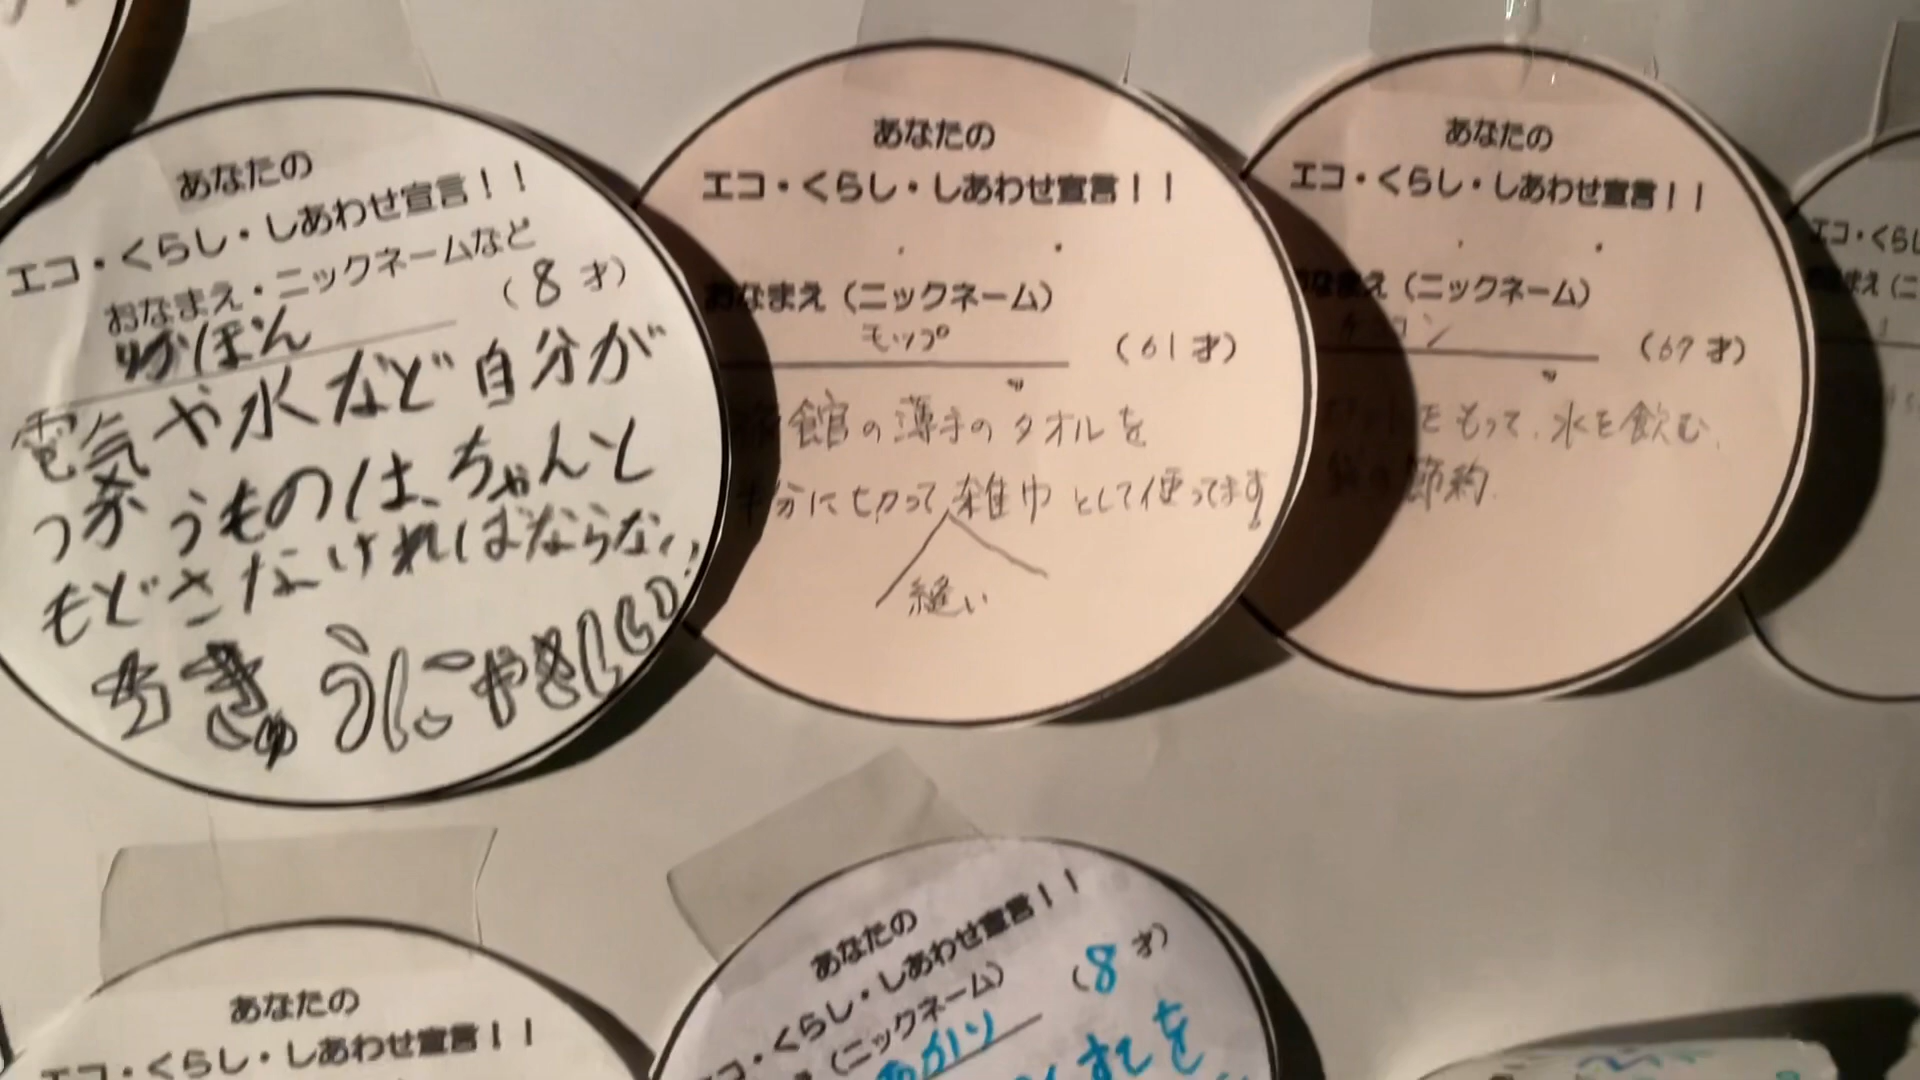 あなたの
エコ・くらし・しあわせ宣言！！
おなまえ・ニックネームなど
りかほん
（8才）
電気や水など自分が
つかうものは、ちゃんと
もどさなければならない！
ちきゅうにやさしい
あなたの
エコ・くらし・しあわせ宣言！！
おなまえ（ニックネーム）
モップ
（61才）
館の薄手のタオルを
半分に切って雑巾として使ってます
縫い
あなたの
エコ・くらし・しあわせ宣言！！
おなまえ（ニックネーム）
（67才）
をもって、水を飲む、
節約
エコ・くらし
まえ（ニ
あなたの
エコ・くらし・しあわせ宣言！！
あなたの
エコ・くらし・しあわせ宣言！！
（ニックネーム）
（8才）